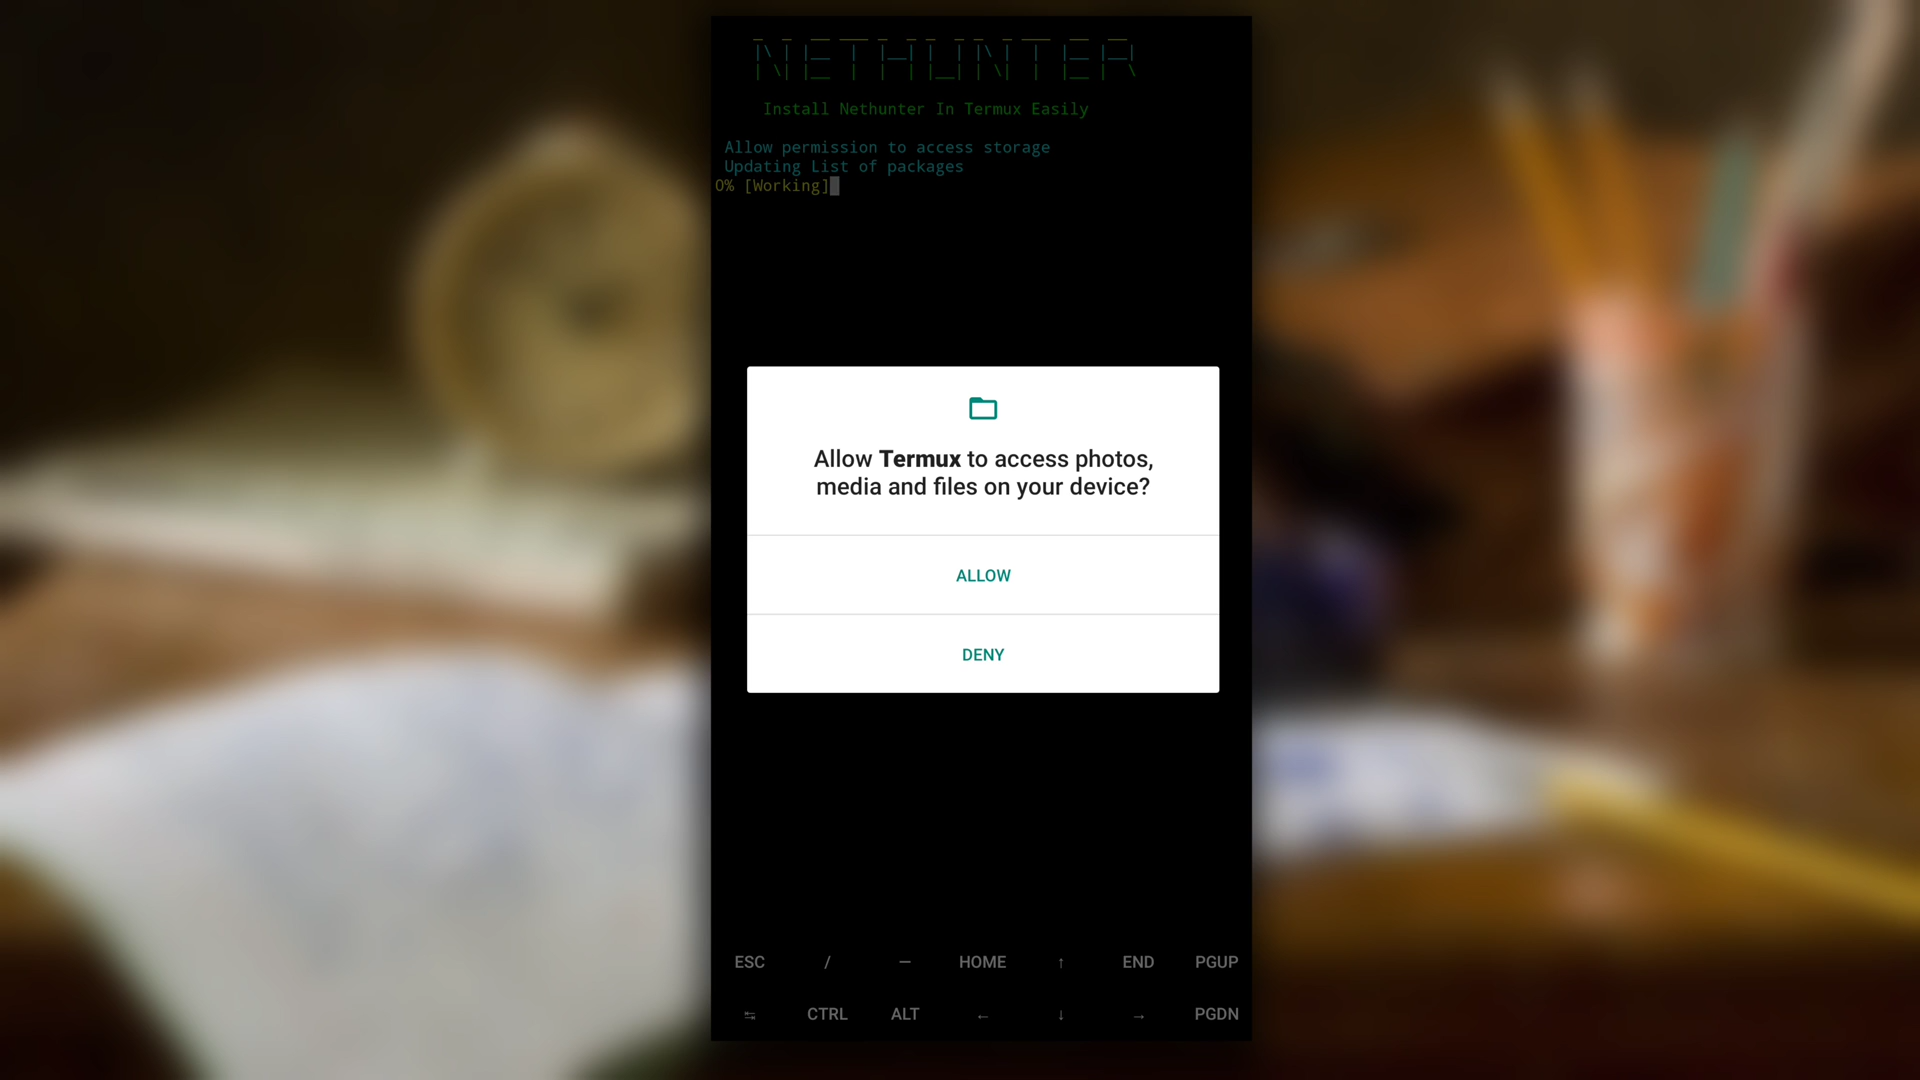 NETHUNTER
Install Nethunter In Termux Easily
Allow permission to access storage
Updating List of packages
0% [Working]
Allow Termux to access photos,
media and files on your device?
ALLOW
DENY
ESC / — HOME ↑ END PGUP
↹ CTRL ALT ← ↓ → PGDN